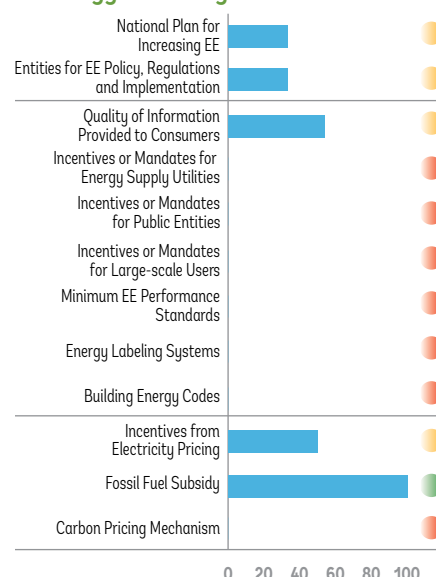 National Plan for
Increasing EE
Entities for EE Policy, Regulations
and Implementation
Quality of Information
Provided to Consumers
Incentives or Mandates for
Energy Supply Utilities
Incentives or Mandates
for Public Entities
Incentives or Mandates
for Large-scale Users
Minimum EE Performance
Standards
Energy Labeling Systems
Building Energy Codes
Incentives from
Electricity Pricing
Fossil Fuel Subsidy
Carbon Pricing Mechanism
0 20 40 60 80 100